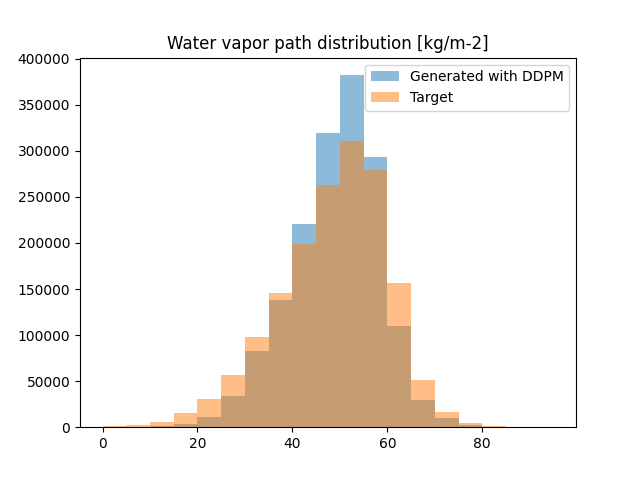 Water vapor path distribution [kg/m-2]
Generated with DDPM
Target
400000
350000
300000
250000
200000
150000
100000
50000
0
0 20 40 60 80